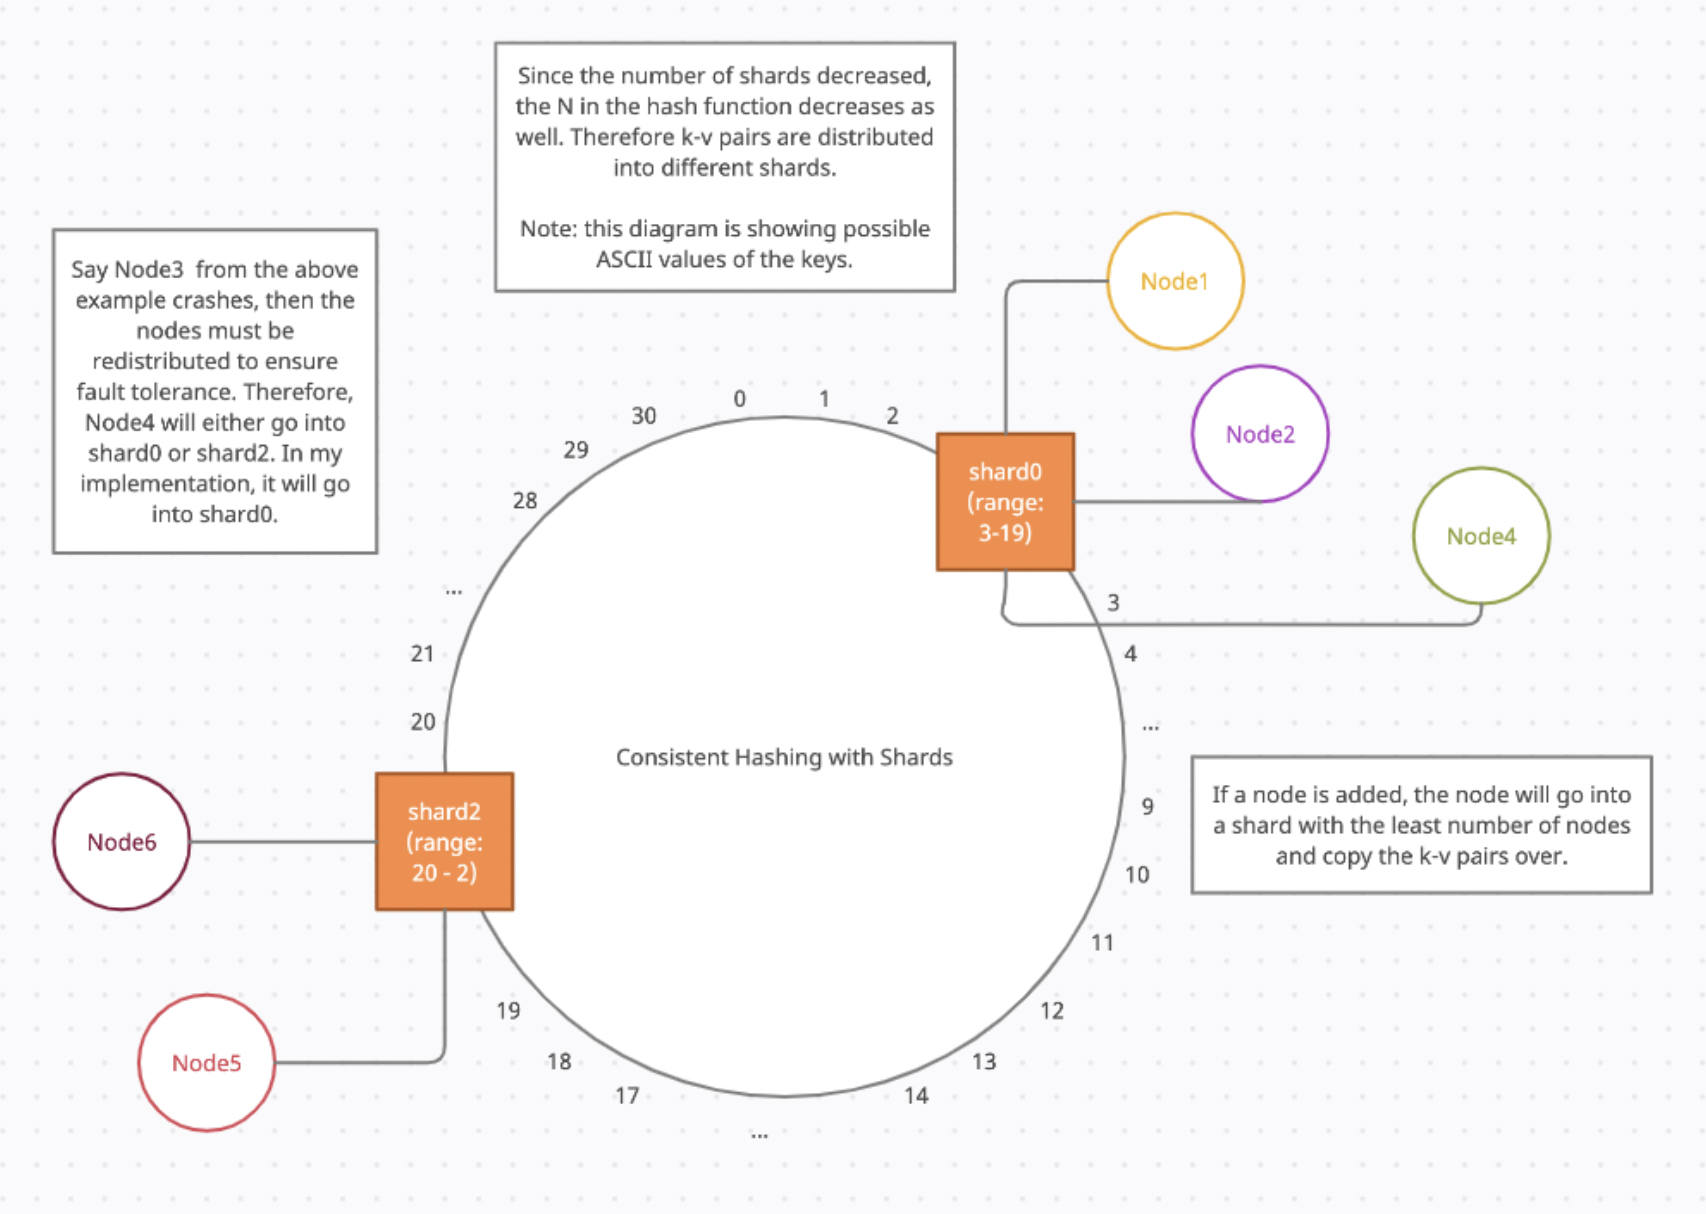 Since the number of shards decreased,
the N in the hash function decreases as
well. Therefore k-v pairs are distributed
into different shards.
Note: this diagram is showing possible
ASCII values of the keys.
Say Node3 from the above
example crashes, then the
nodes must be
redistributed to ensure
fault tolerance. Therefore,
Node4 will either go into
shard0 or shard2. In my
implementation, it will go
into shard0.
Node1
Node2
Node4
0
1
2
shard0
(range:
3-19)
3
4
...
9
10
11
12
13
14
...
17
18
19
shard2
(range:
20 - 2)
20
21
...
28
29
30
Consistent Hashing with Shards
If a node is added, the node will go into
a shard with the least number of nodes
and copy the k-v pairs over.
Node6
Node5